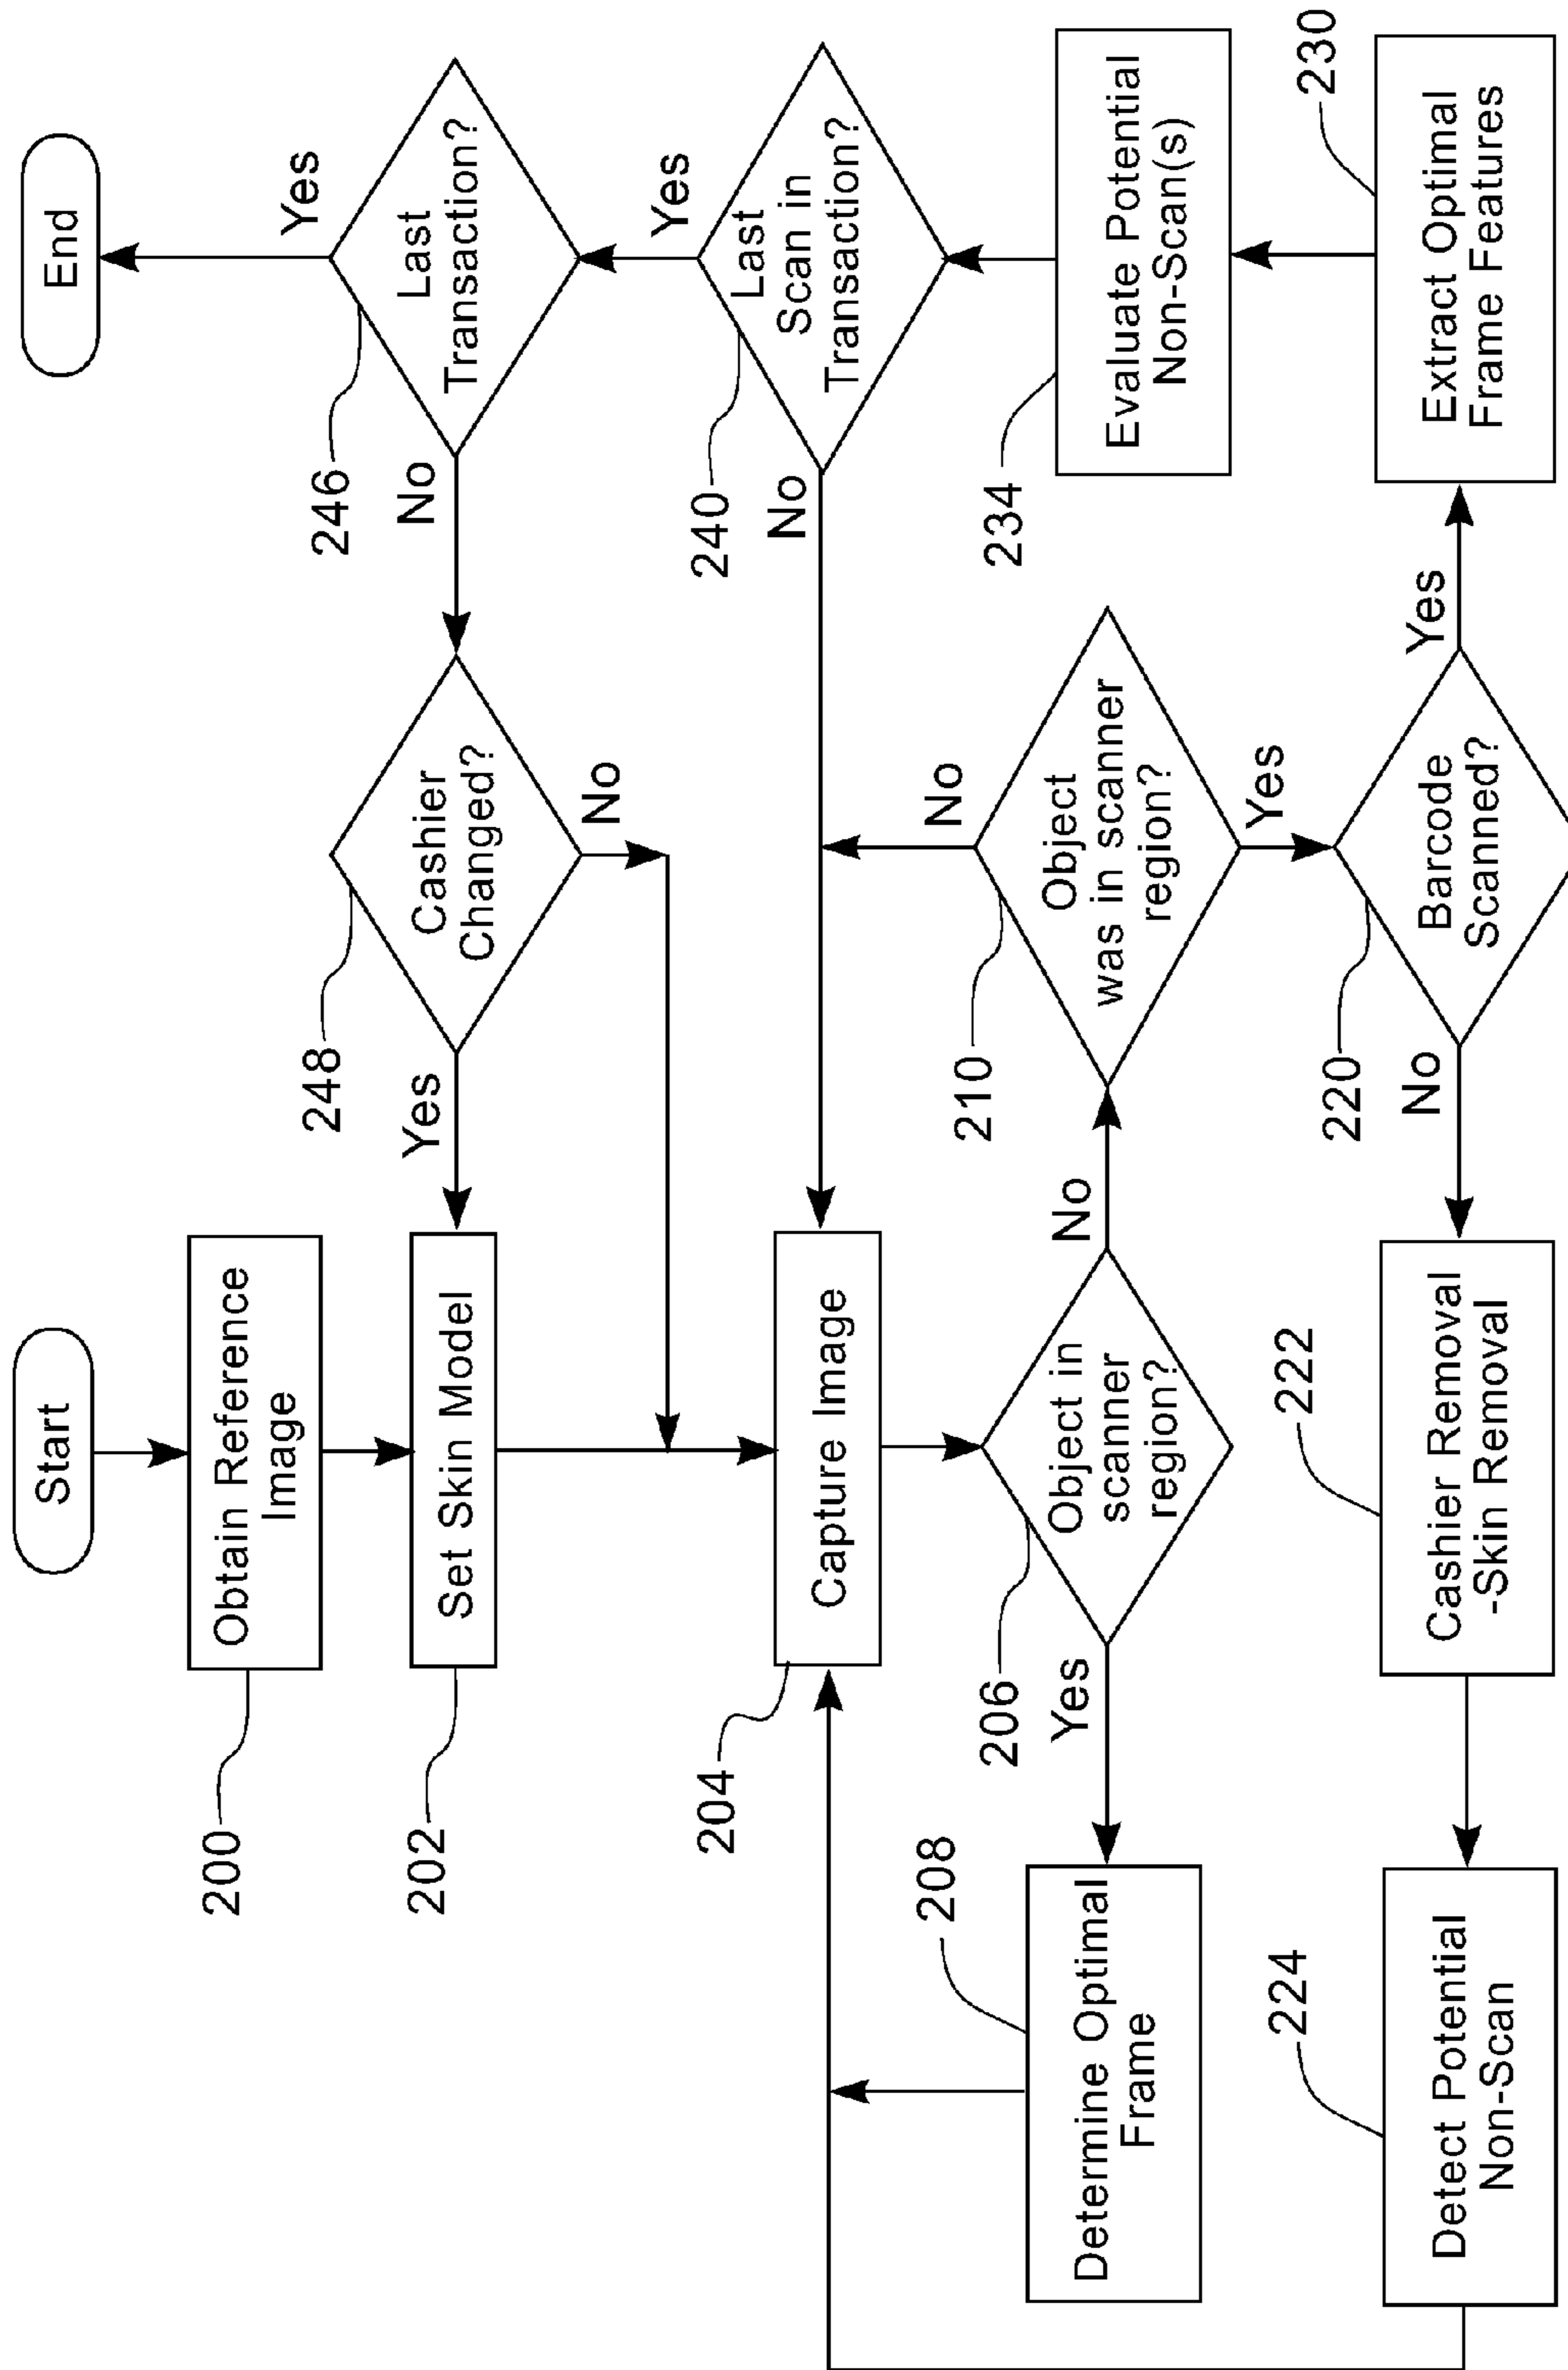 Start
End
Obtain Reference
Image
200
Set Skin Model
202
Yes
Cashier
Changed?
248
No
No
Last
Transaction?
246
Yes
Capture Image
204
No
Last
Scan in
Transaction?
240
Yes
Object in
scanner
region?
206
Yes
No
Determine Optimal
Frame
208
Object
was in scanner
region?
210
No
Yes
Evaluate Potential
Non-Scan(s)
234
Detect Potential
Non-Scan
224
Cashier Removal
-Skin Removal
222
No
Barcode
Scanned?
220
Yes
Extract Optimal
Frame Features
230